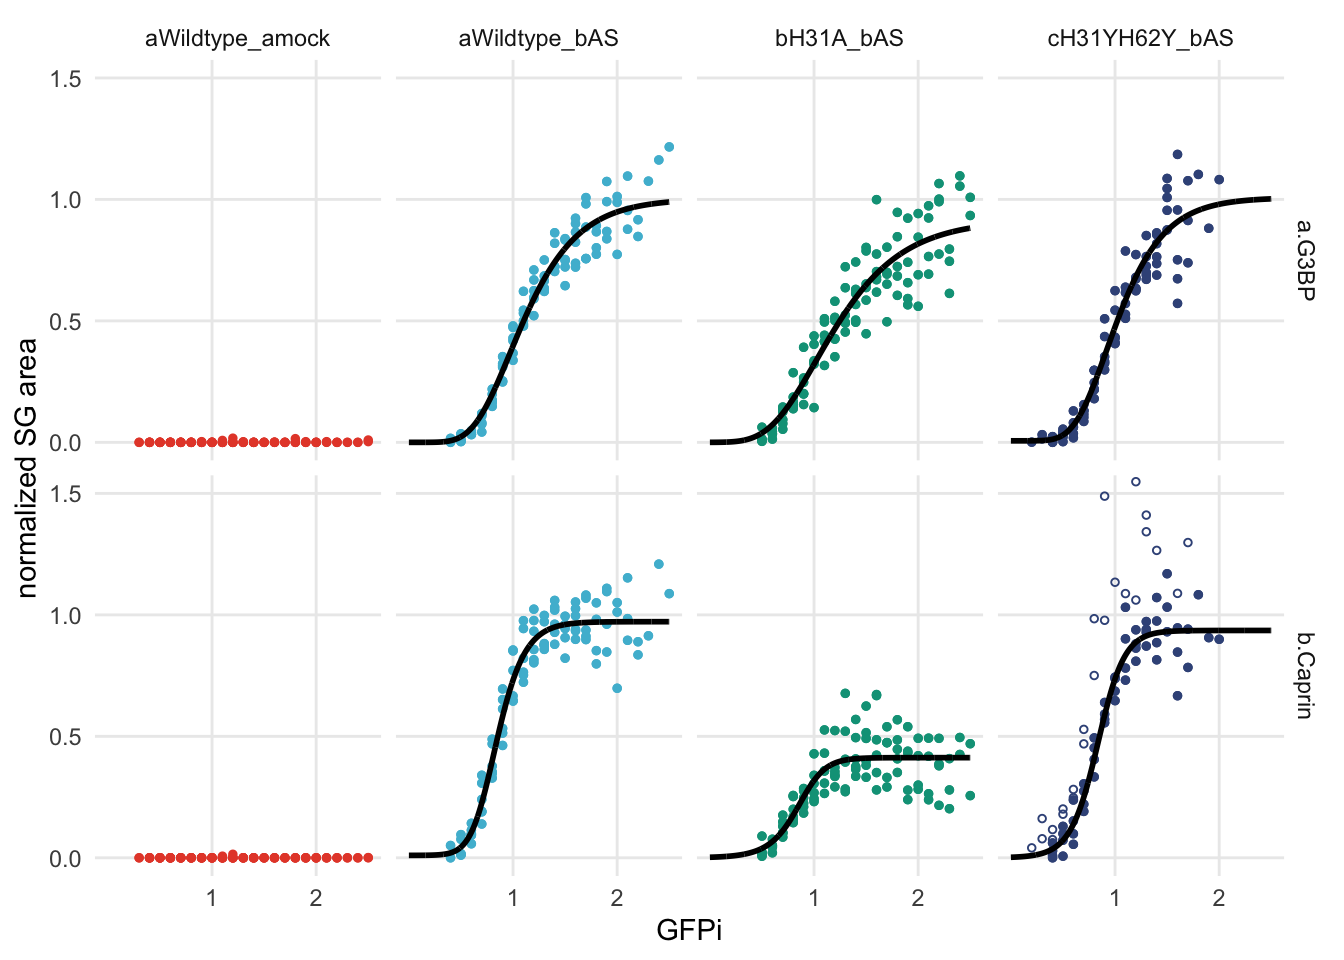 aWildtype_amock aWildtype_bAS bH31A_bAS cH31YH62Y_bAS
1.5
1.0
0.5
0.0
a.G3BP
normalized SG area
1.5
1.0
0.5
0.0
b.Caprin
1 2 1 2 1 2 1 2
GFPi